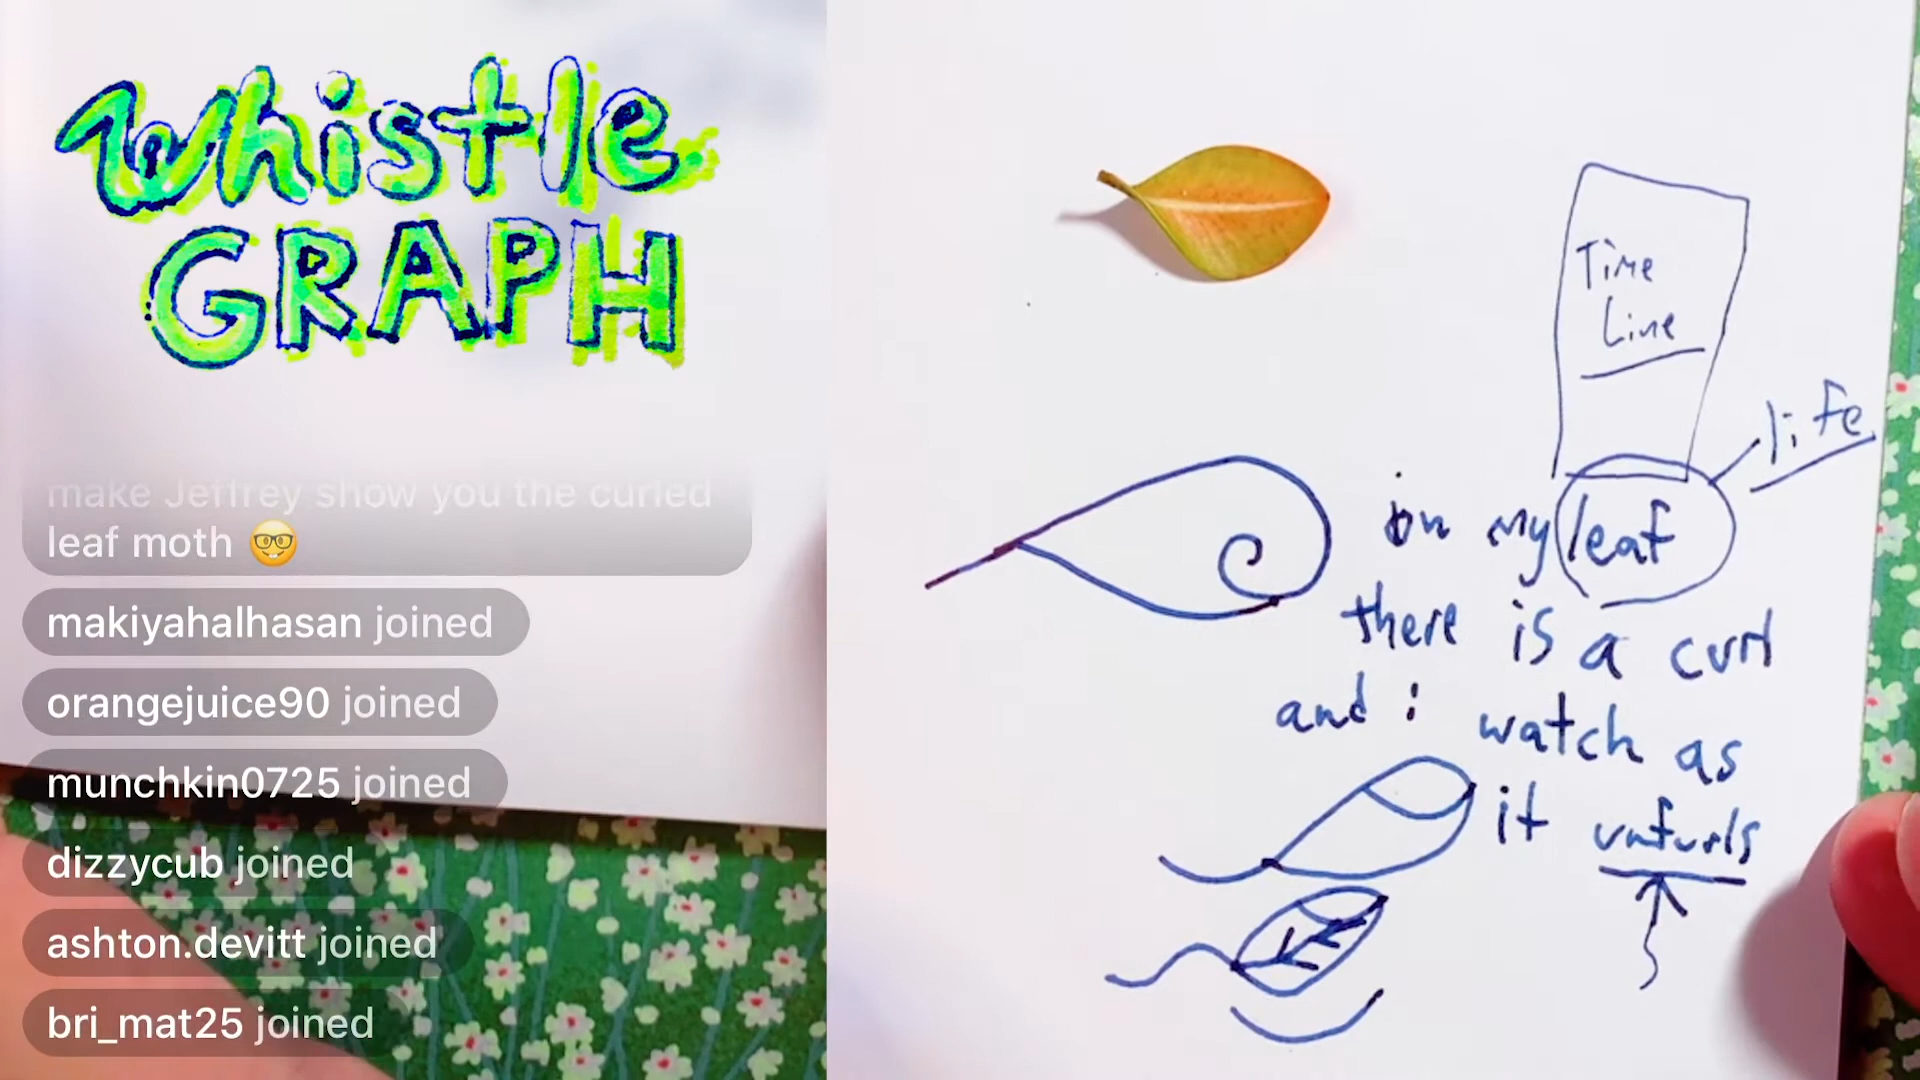 Whistle
GRAPH
make Jeffrey show you the curled
leaf moth 🤓
makiyahalhasan joined
orangejuice90 joined
munchkin0725 joined
dizzycub joined
ashton.devitt joined
bri_mat25 joined
Time
Line
life
on my leaf
there is a curl
and i watch as
it unfurls